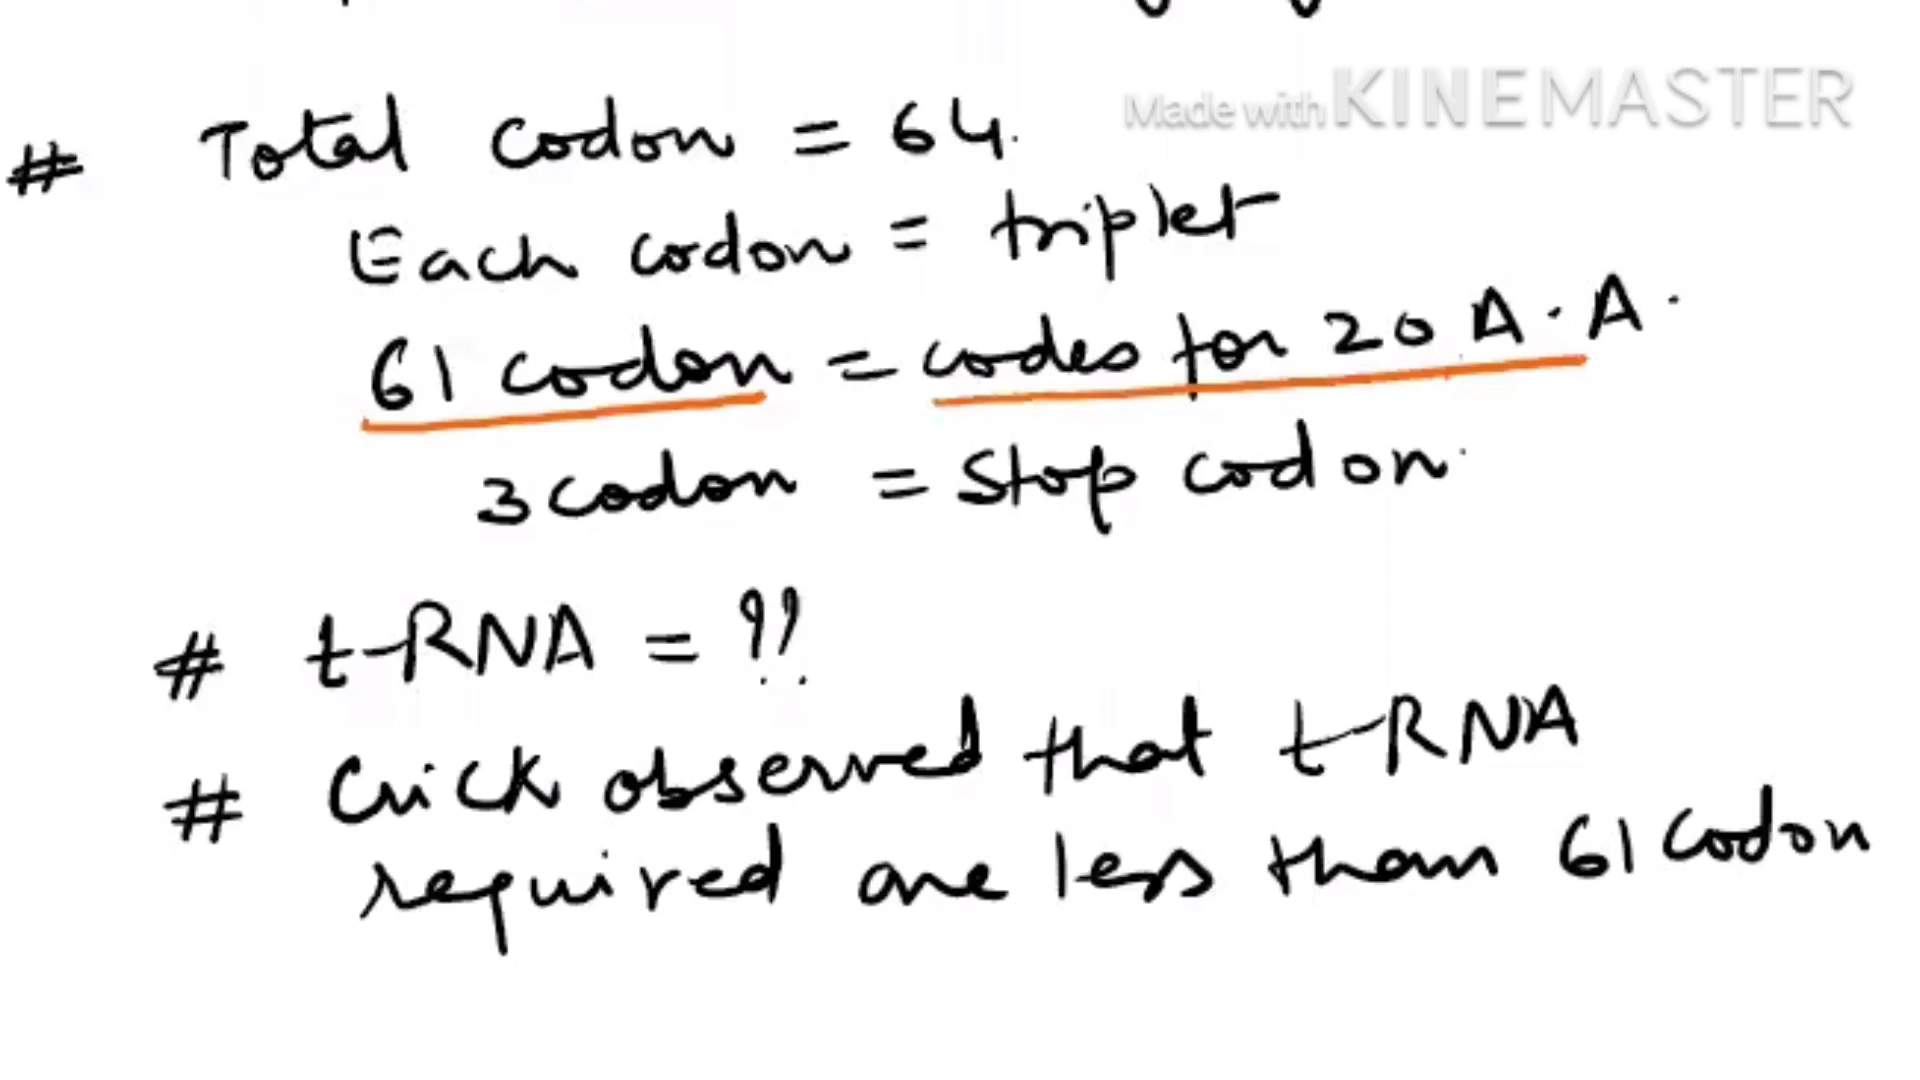 Made with KINEMASTER
# Total codon = 64.
Each codon = triplet
61 codon = codes for 20 A.A.
3 codon = Stop codon.
# t-RNA = ??
# Crick observed that t-RNA
required are less than 61 codon